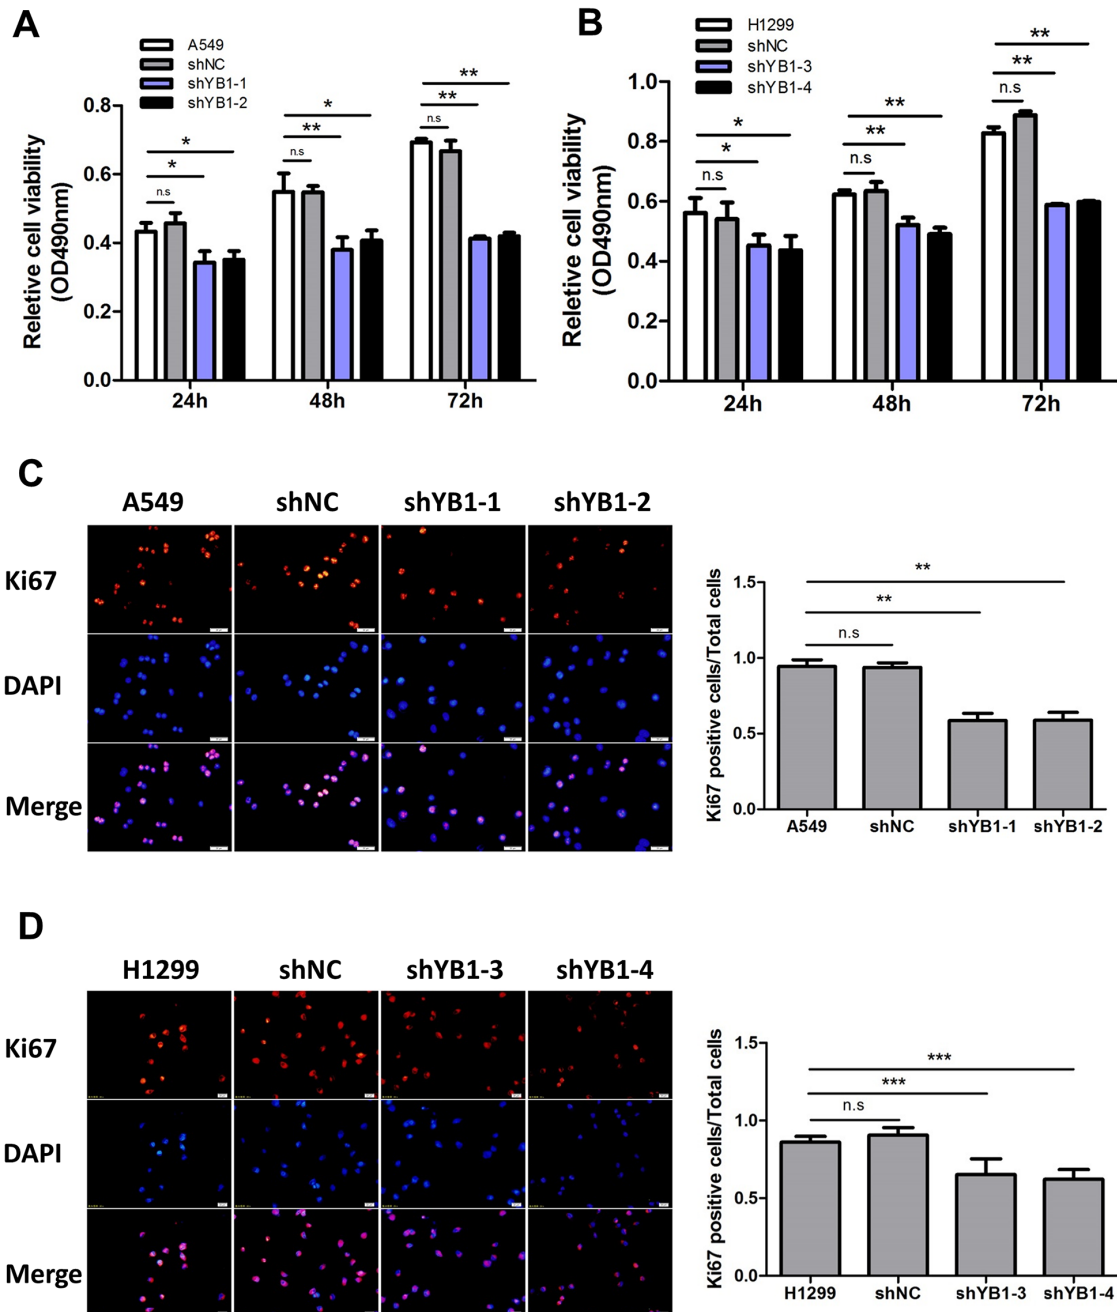 A
A549
shNC
shYB1-1
shYB1-2
Reletive cell viability
(OD490nm)
0.8
0.6
0.4
0.2
0.0
n.s
*
*
n.s
**
*
n.s
**
**
24h
48h
72h
B
H1299
shNC
shYB1-3
shYB1-4
Reletive cell viability
(OD490nm)
1.0
0.8
0.6
0.4
0.2
0.0
n.s
*
*
n.s
**
**
n.s
**
**
24h
48h
72h
C
A549 shNC shYB1-1 shYB1-2
Ki67
DAPI
Merge
Ki67 positive cells/Total cells
1.5
1.0
0.5
0.0
**
**
n.s
A549 shNC shYB1-1 shYB1-2
D
H1299 shNC shYB1-3 shYB1-4
Ki67
DAPI
Merge
Ki67 positive cells/Total cells
1.5
1.0
0.5
0.0
***
***
n.s
H1299 shNC shYB1-3 shYB1-4